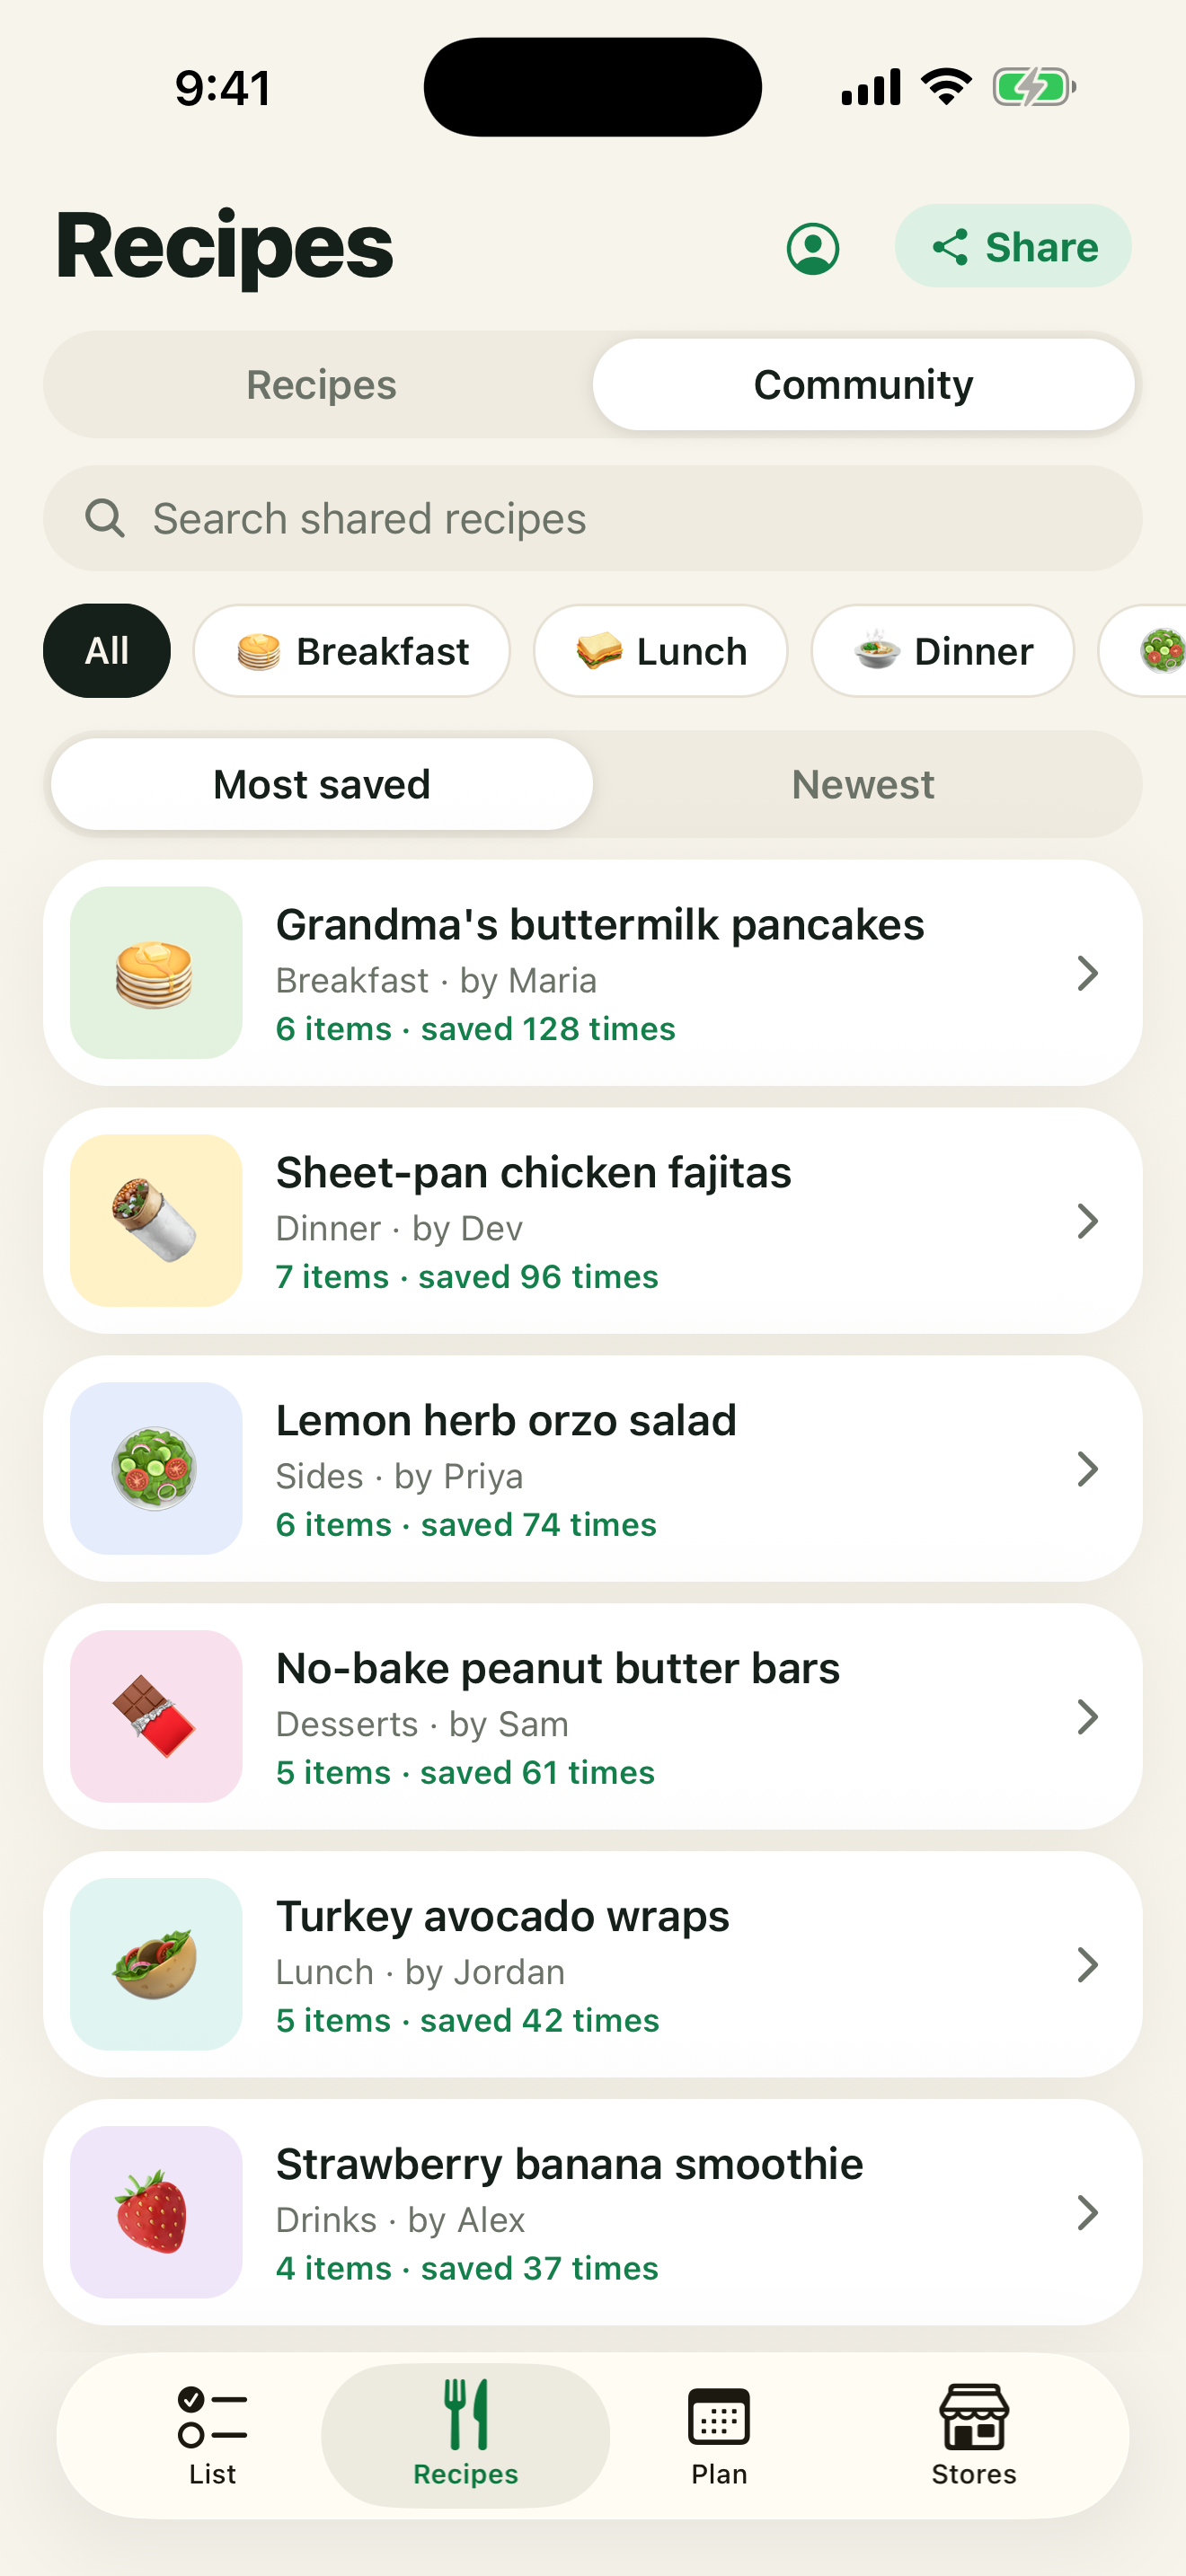 9:41
Recipes
Share
Recipes
Community
Search shared recipes
All
Breakfast
Lunch
Dinner
Most saved
Newest
Grandma's buttermilk pancakes
Breakfast · by Maria
6 items · saved 128 times
Sheet-pan chicken fajitas
Dinner · by Dev
7 items · saved 96 times
Lemon herb orzo salad
Sides · by Priya
6 items · saved 74 times
No-bake peanut butter bars
Desserts · by Sam
5 items · saved 61 times
Turkey avocado wraps
Lunch · by Jordan
5 items · saved 42 times
Strawberry banana smoothie
Drinks · by Alex
4 items · saved 37 times
List
Recipes
Plan
Stores